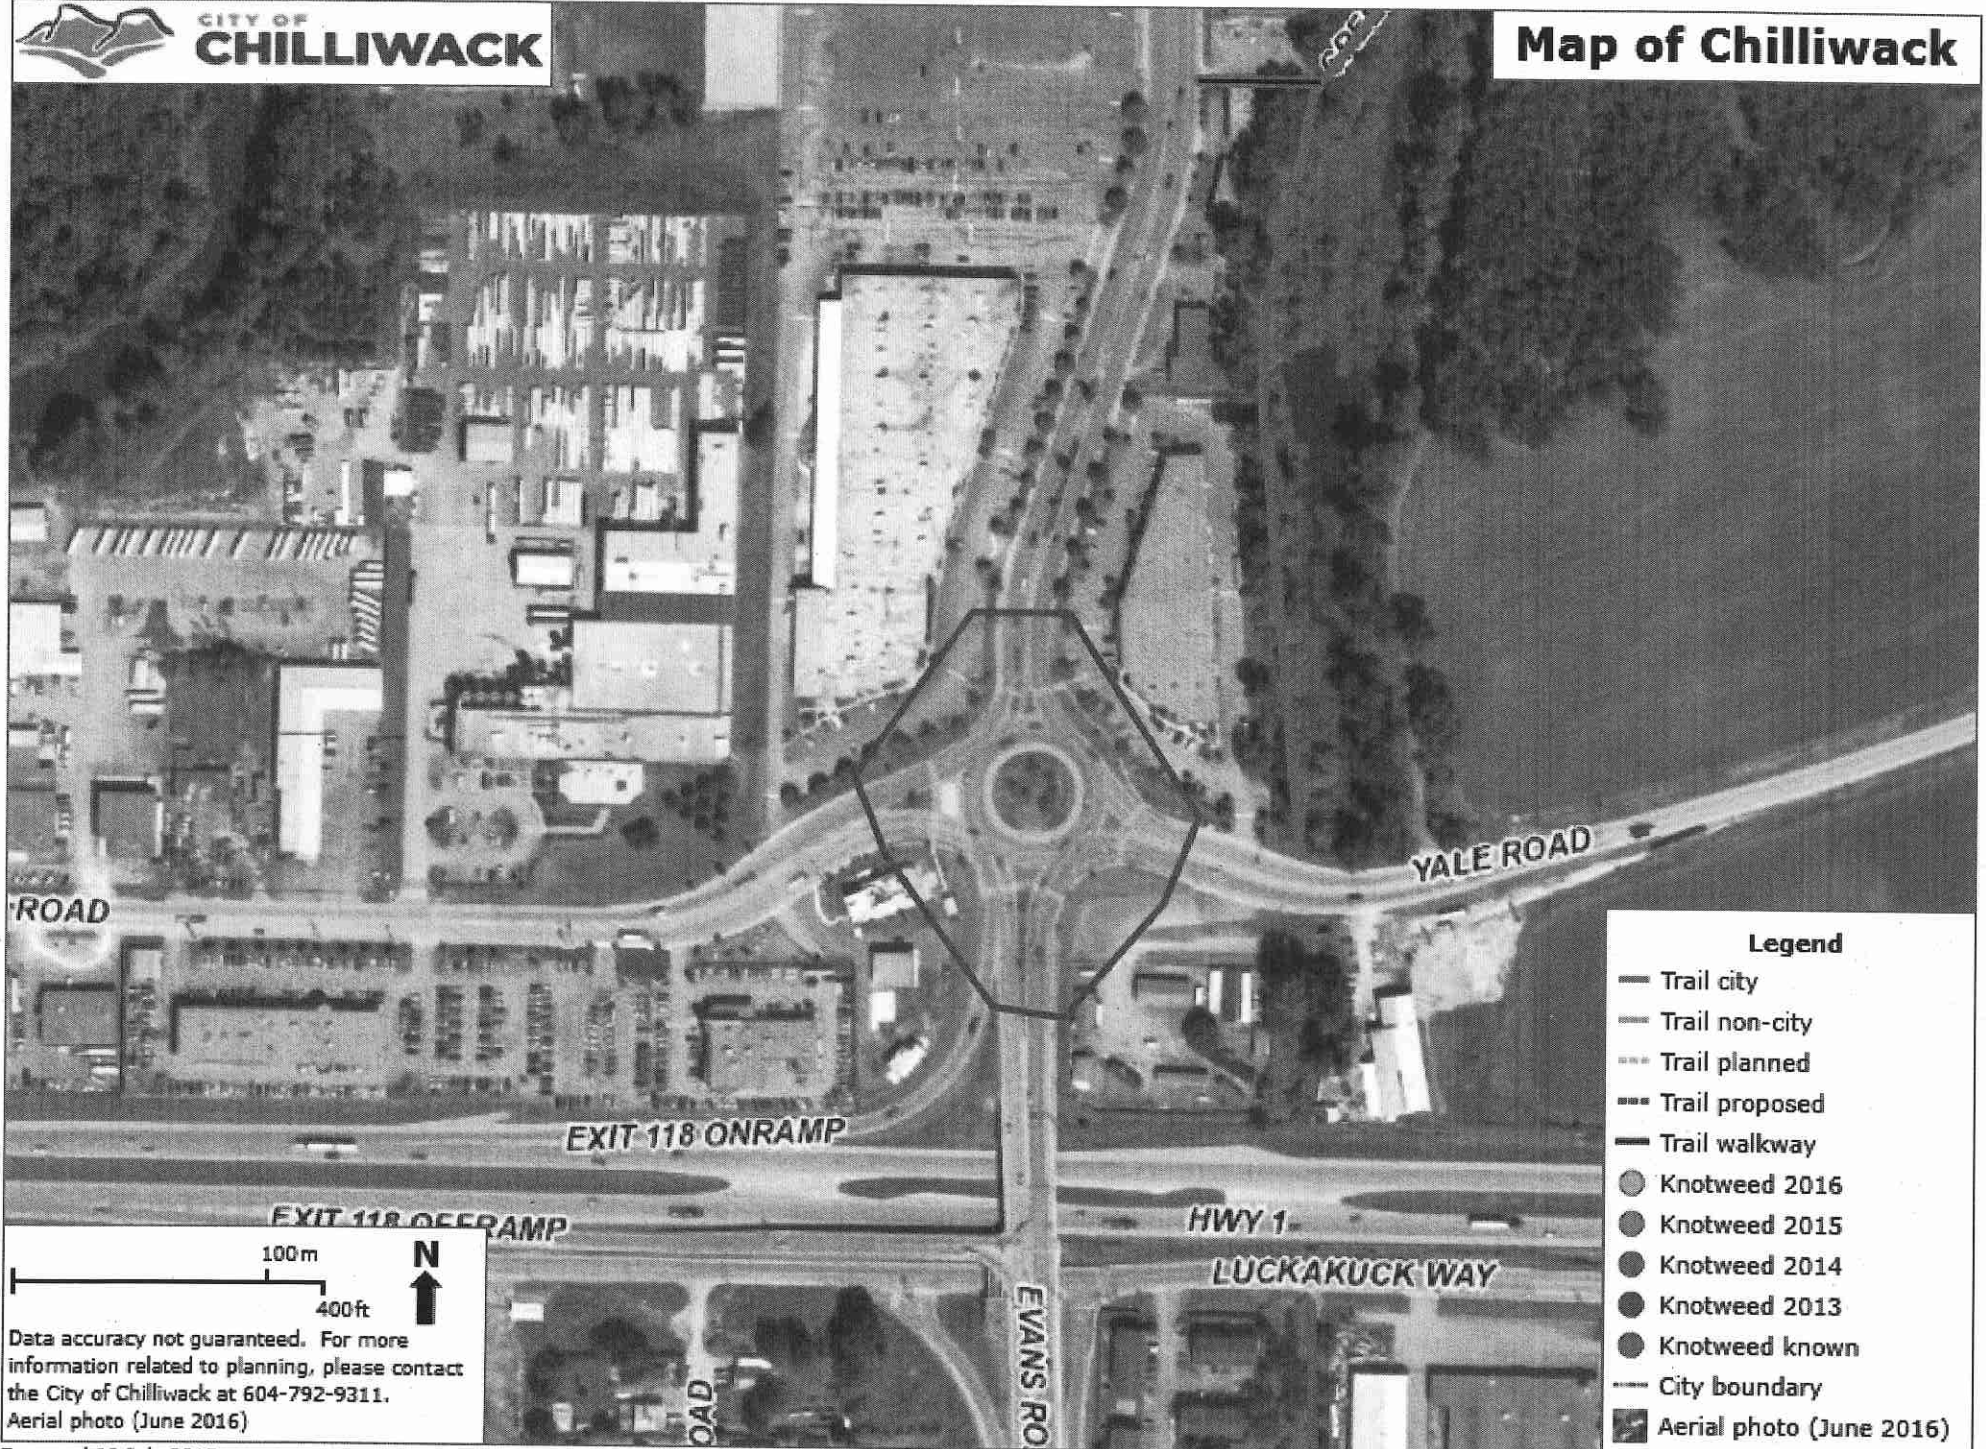 CITY OF
CHILLIWACK
Map of Chilliwack
YALE ROAD
ROAD
EXIT 118 ONRAMP
EXIT 118 OFFRAMP
HWY 1
LUCKAKUCK WAY
EVANS RO
OAD
100m
400ft
N
Data accuracy not guaranteed. For more
information related to planning, please contact
the City of Chilliwack at 604-792-9311.
Aerial photo (June 2016)
Legend
Trail city
Trail non-city
Trail planned
Trail proposed
Trail walkway
Knotweed 2016
Knotweed 2015
Knotweed 2014
Knotweed 2013
Knotweed known
City boundary
Aerial photo (June 2016)